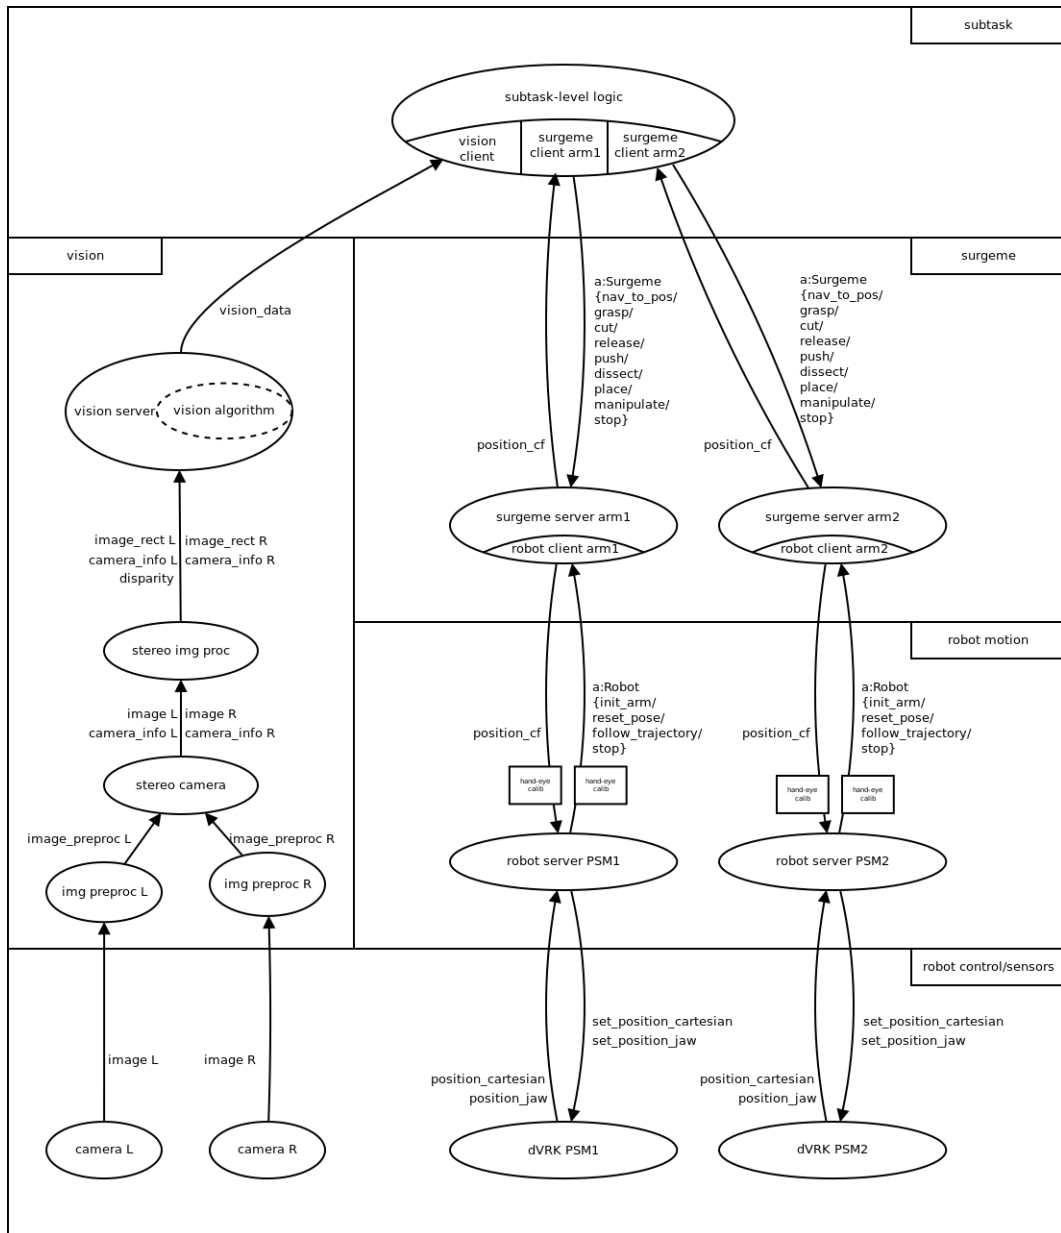 subtask
subtask-level logic
vision
client
surgeme
client arm1
surgeme
client arm2
vision
surgeme
vision_data
a:Surgeme
{nav_to_pos/
grasp/
cut/
release/
push/
dissect/
place/
manipulate/
stop}
a:Surgeme
{nav_to_pos/
grasp/
cut/
release/
push/
dissect/
place/
manipulate/
stop}
vision server
vision algorithm
position_cf
position_cf
surgeme server arm1
robot client arm1
surgeme server arm2
robot client arm2
image_rect L
camera_info L
disparity
image_rect R
camera_info R
stereo img proc
robot motion
image L
camera_info L
image R
camera_info R
position_cf
a:Robot
{init_arm/
reset_pose/
follow_trajectory/
stop}
position_cf
a:Robot
{init_arm/
reset_pose/
follow_trajectory/
stop}
stereo camera
hand-eye
calib
hand-eye
calib
hand-eye
calib
hand-eye
calib
image_preproc L
image_preproc R
img preproc L
img preproc R
robot server PSM1
robot server PSM2
robot control/sensors
image L
image R
set_position_cartesian
set_position_jaw
set_position_cartesian
set_position_jaw
position_cartesian
position_jaw
position_cartesian
position_jaw
camera L
camera R
dVRK PSM1
dVRK PSM2